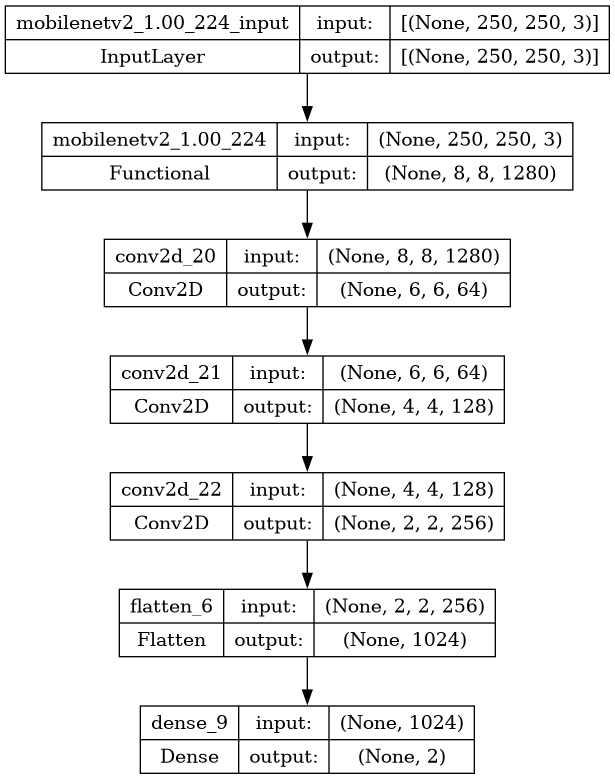 mobilenetv2_1.00_224_input input: [(None, 250, 250, 3)]
InputLayer output: [(None, 250, 250, 3)]
mobilenetv2_1.00_224 input: (None, 250, 250, 3)
Functional output: (None, 8, 8, 1280)
conv2d_20 input: (None, 8, 8, 1280)
Conv2D output: (None, 6, 6, 64)
conv2d_21 input: (None, 6, 6, 64)
Conv2D output: (None, 4, 4, 128)
conv2d_22 input: (None, 4, 4, 128)
Conv2D output: (None, 2, 2, 256)
flatten_6 input: (None, 2, 2, 256)
Flatten output: (None, 1024)
dense_9 input: (None, 1024)
Dense output: (None, 2)